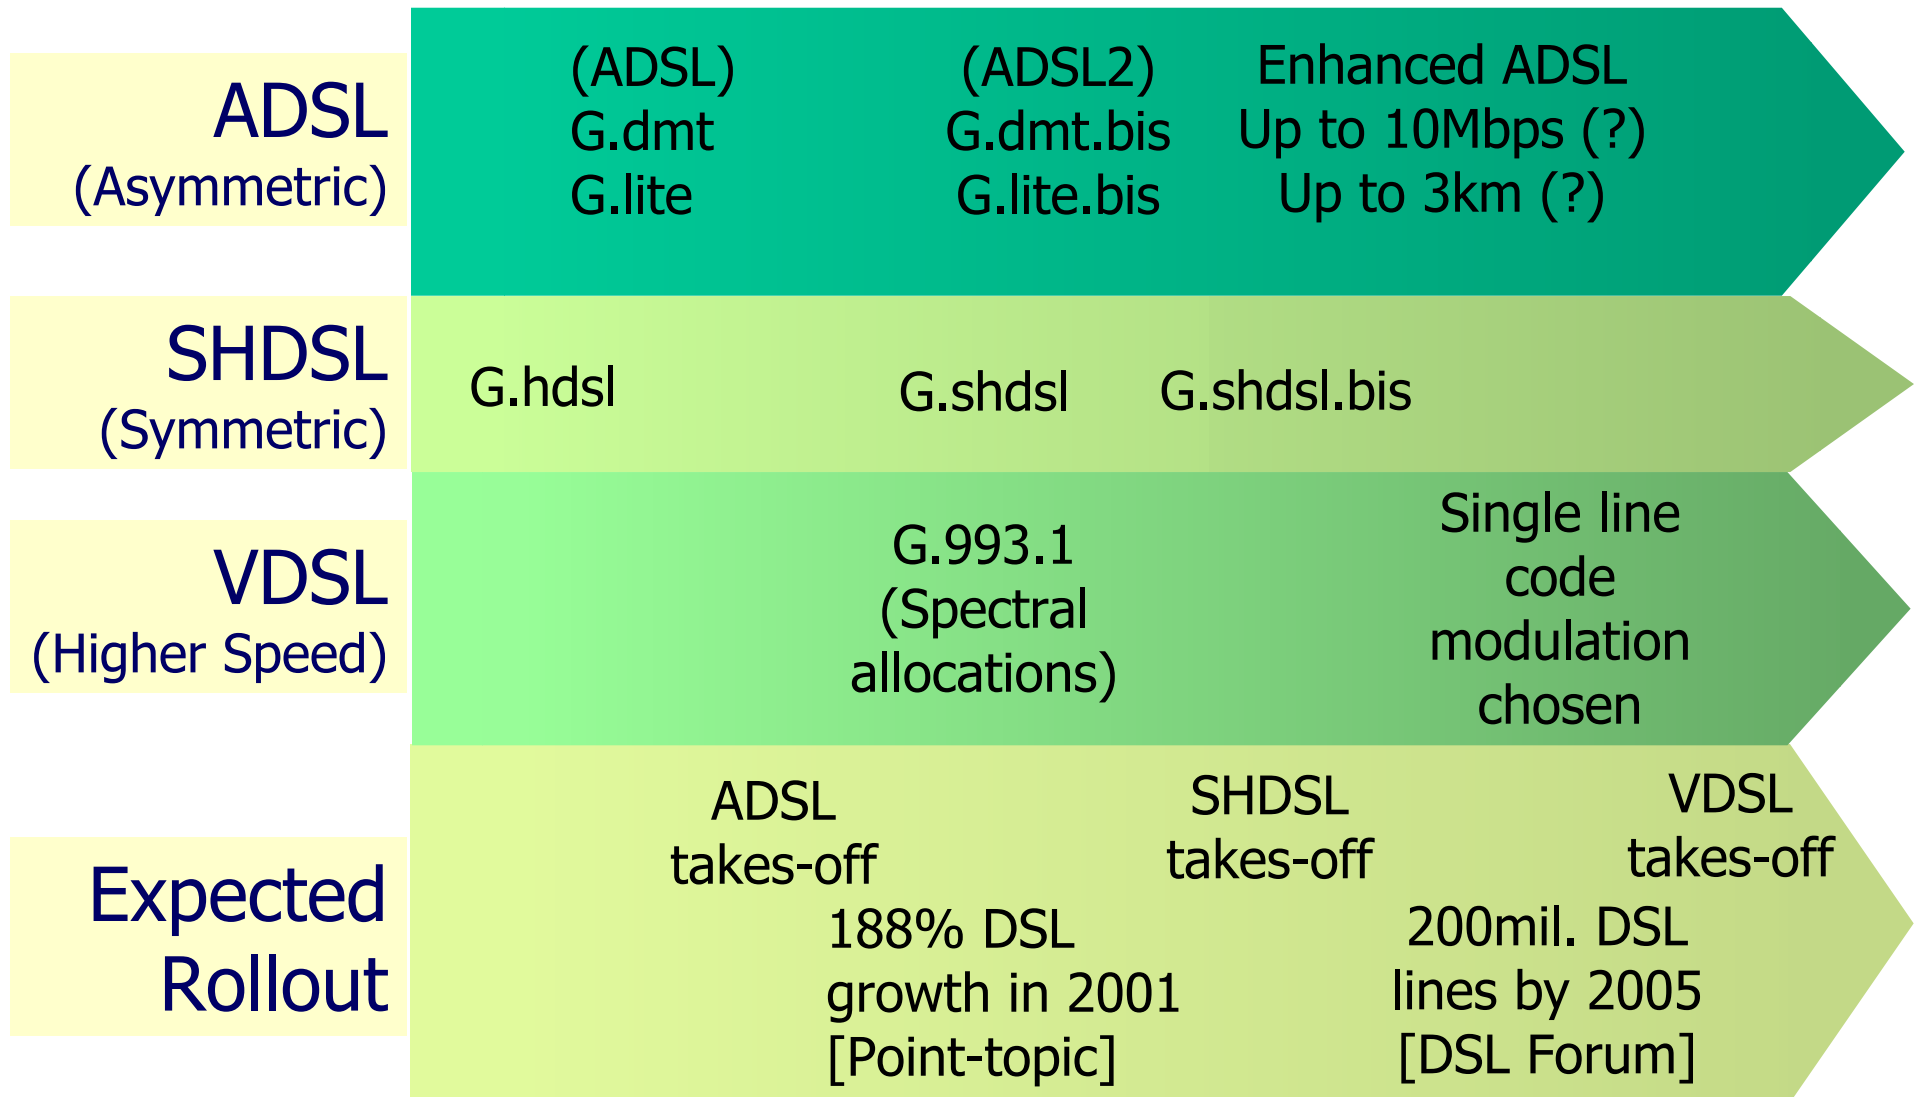 ADSL
(Asymmetric)
(ADSL)
G.dmt
G.lite
(ADSL2)
G.dmt.bis
G.lite.bis
Enhanced ADSL
Up to 10Mbps (?)
Up to 3km (?)
SHDSL
(Symmetric)
G.hdsl
G.shdsl
G.shdsl.bis
VDSL
(Higher Speed)
G.993.1
(Spectral
allocations)
Single line
code
modulation
chosen
Expected
Rollout
ADSL
takes-off
188% DSL
growth in 2001
[Point-topic]
SHDSL
takes-off
200mil. DSL
lines by 2005
[DSL Forum]
VDSL
takes-off